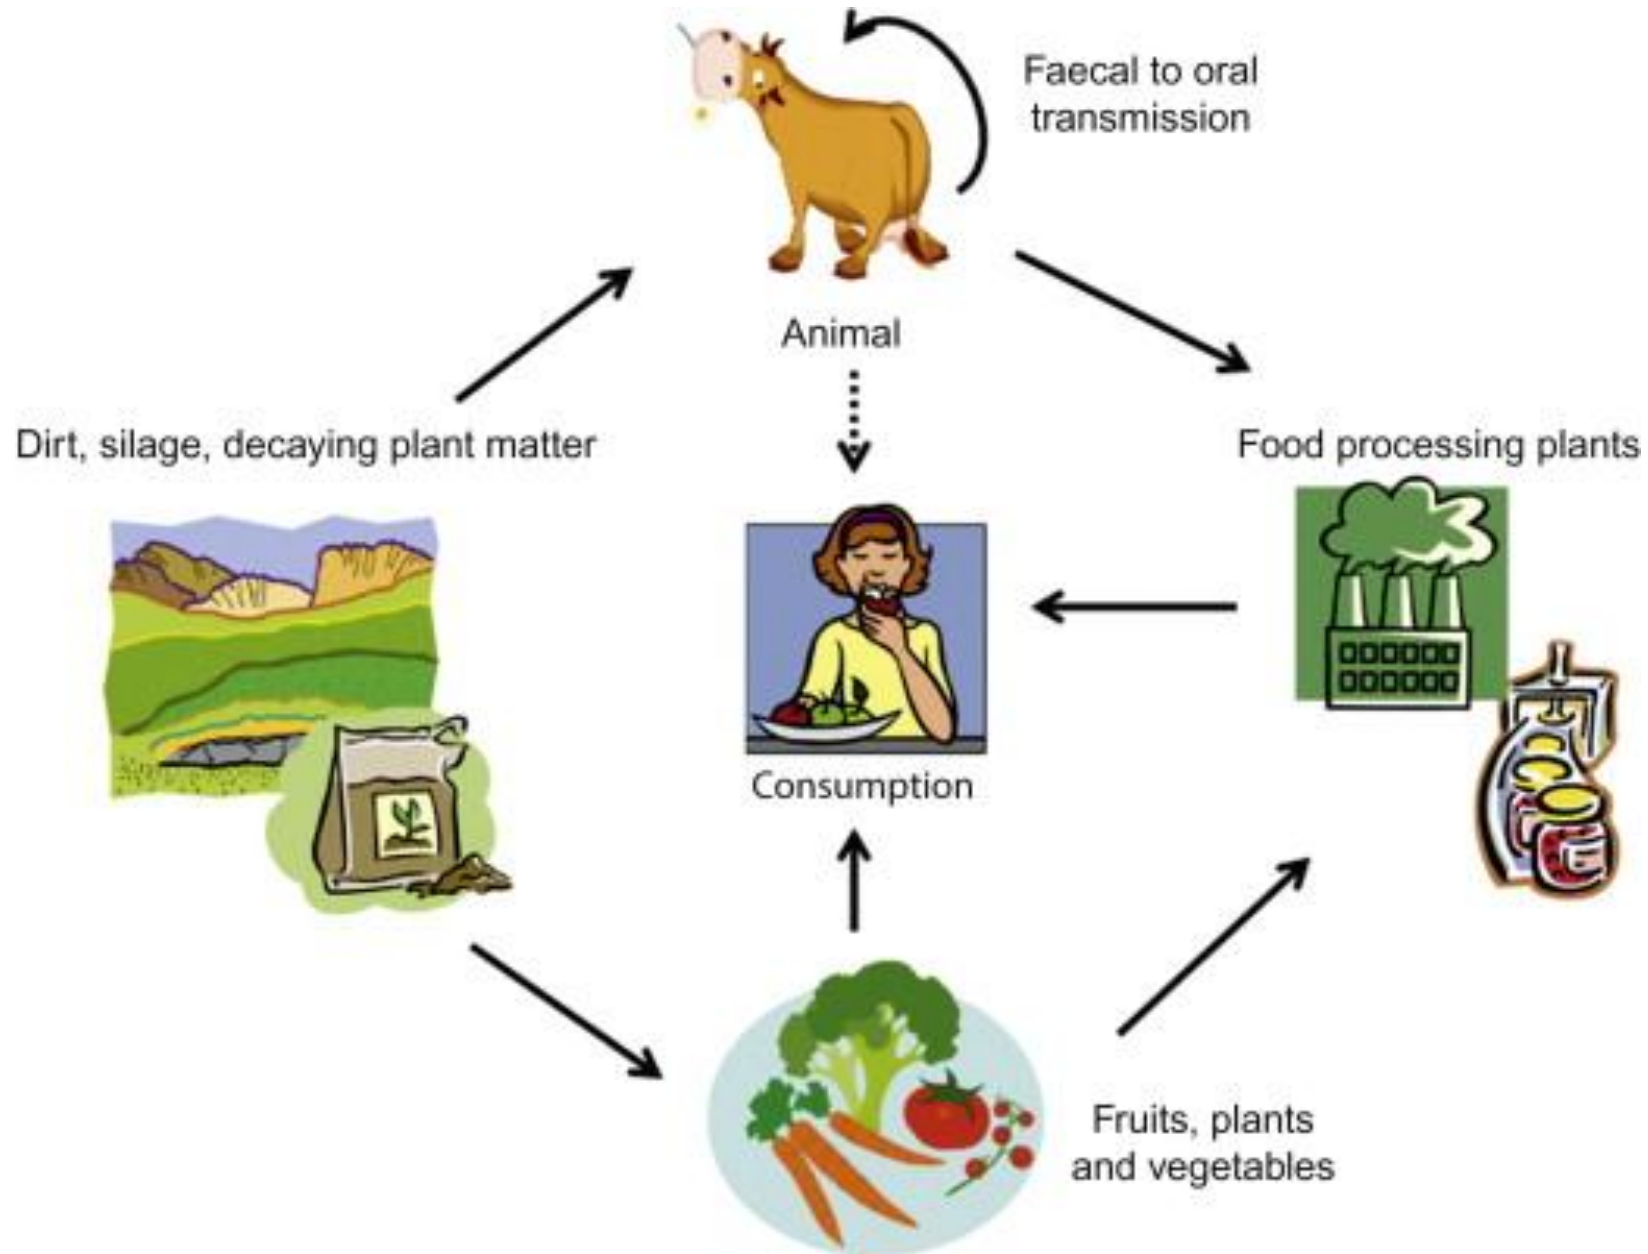 Faecal to oral
transmission
Animal
Dirt, silage, decaying plant matter
Food processing plants
Consumption
Fruits, plants
and vegetables